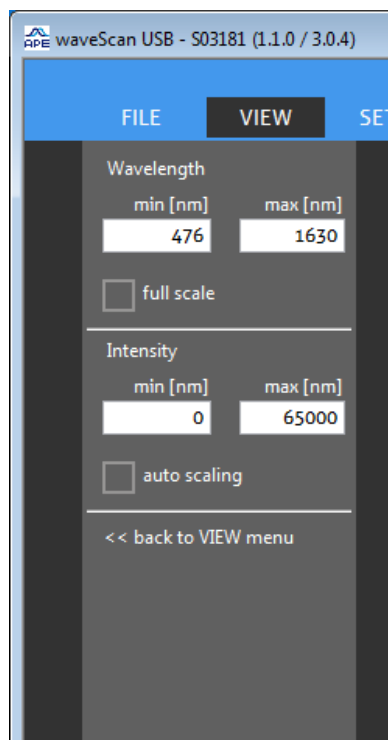 APE waveScan USB - S03181 (1.1.0 / 3.0.4)
FILE VIEW SET
Wavelength
min [nm] max [nm]
476 1630
full scale
Intensity
min [nm] max [nm]
0 65000
auto scaling
<< back to VIEW menu